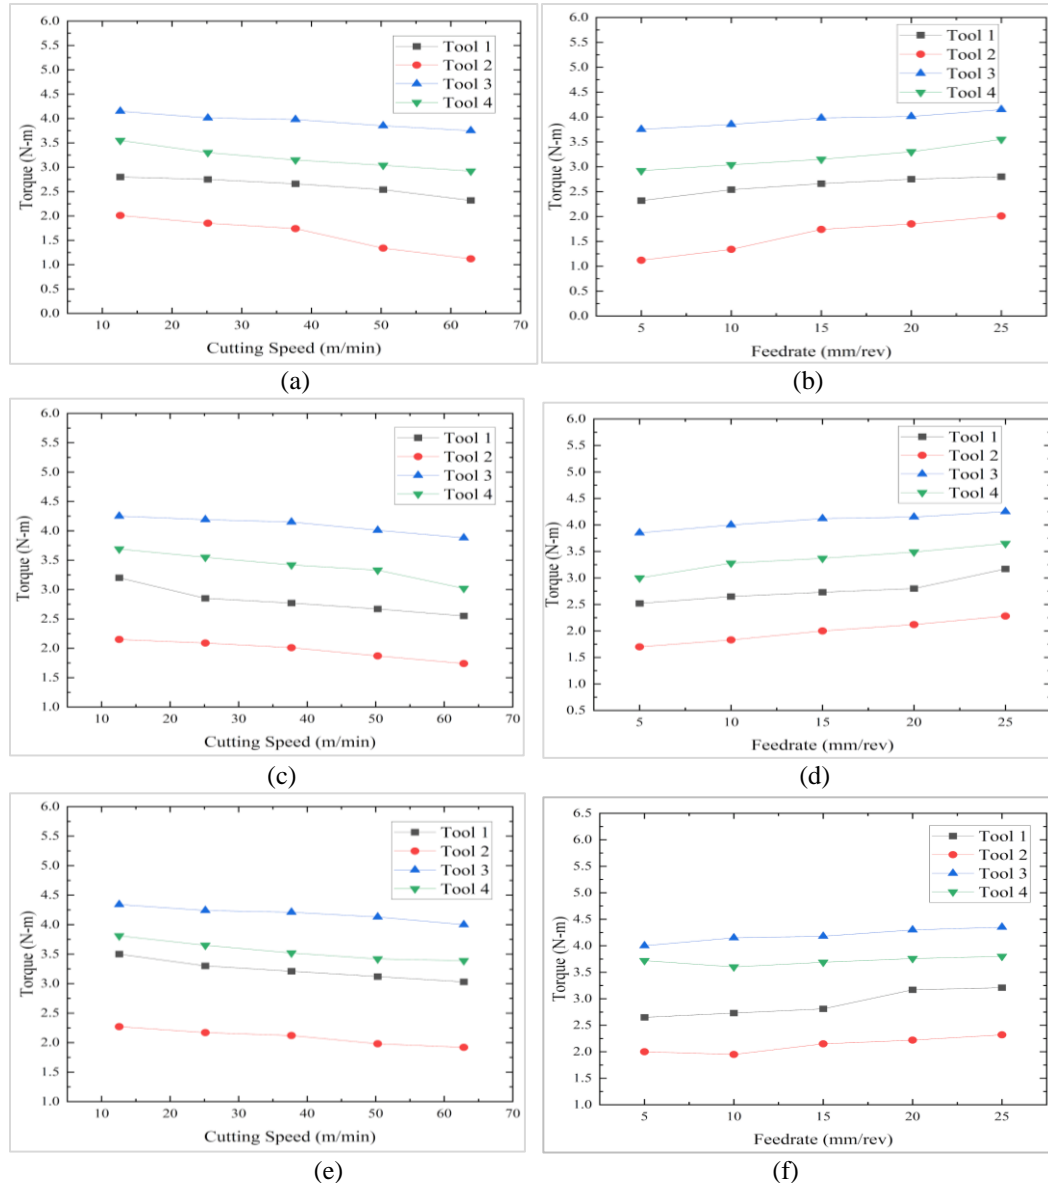 6.0
5.5
5.0
4.5
4.0
3.5
3.0
2.5
2.0
1.5
1.0
0.5
0.0
Torque (N-m)
Tool 1
Tool 2
Tool 3
Tool 4
10 20 30 40 50 60 70
Cutting Speed (m/min)
(a)
6.0
5.5
5.0
4.5
4.0
3.5
3.0
2.5
2.0
1.5
1.0
0.5
0.0
Torque (N-m)
Tool 1
Tool 2
Tool 3
Tool 4
5 10 15 20 25
Feedrate (mm/rev)
(b)
6.0
5.5
5.0
4.5
4.0
3.5
3.0
2.5
2.0
1.5
1.0
Torque (N-m)
Tool 1
Tool 2
Tool 3
Tool 4
10 20 30 40 50 60 70
Cutting Speed (m/min)
(c)
6.0
5.5
5.0
4.5
4.0
3.5
3.0
2.5
2.0
1.5
1.0
0.5
Torque (N-m)
Tool 1
Tool 2
Tool 3
Tool 4
5 10 15 20 25
Feedrate (mm/rev)
(d)
6.0
5.5
5.0
4.5
4.0
3.5
3.0
2.5
2.0
1.5
1.0
Torque (N-m)
Tool 1
Tool 2
Tool 3
Tool 4
10 20 30 40 50 60 70
Cutting Speed (m/min)
(e)
6.5
6.0
5.5
5.0
4.5
4.0
3.5
3.0
2.5
2.0
1.5
1.0
Torque (N-m)
Tool 1
Tool 2
Tool 3
Tool 4
5 10 15 20 25
Feedrate (mm/rev)
(f)